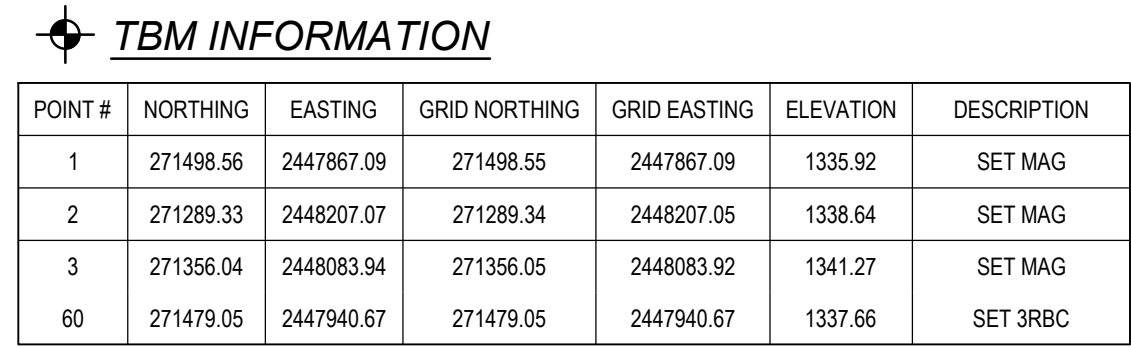 TBM INFORMATION
POINT # NORTHING EASTING GRID NORTHING GRID EASTING ELEVATION DESCRIPTION
1 271498.56 2447867.09 271498.55 2447867.09 1335.92 SET MAG
2 271289.33 2448207.07 271289.34 2448207.05 1338.64 SET MAG
3 271356.04 2448083.94 271356.05 2448083.92 1341.27 SET MAG
60 271479.05 2447940.67 271479.05 2447940.67 1337.66 SET 3RBC